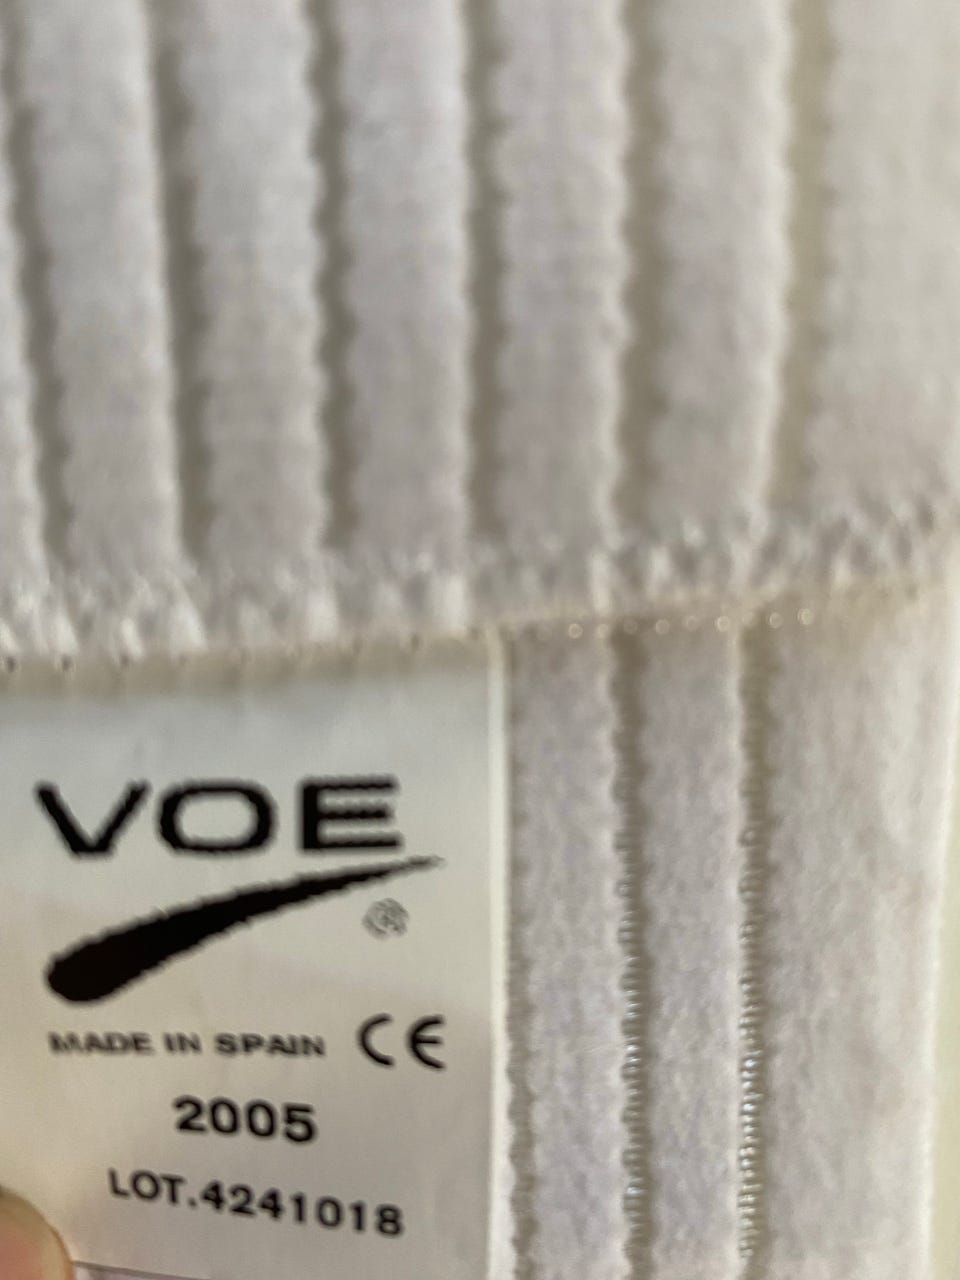 VOE
®
MADE IN SPAIN CE
2005
LOT.4241018